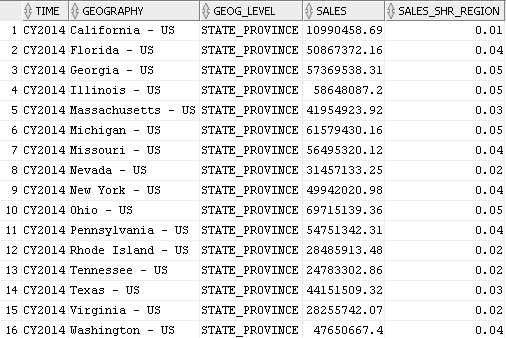 TIME GEOGRAPHY GEOG_LEVEL SALES SALES_SHR_REGION
1 CY2014 California - US STATE_PROVINCE 10990458.69 0.01
2 CY2014 Florida - US STATE_PROVINCE 50867372.16 0.04
3 CY2014 Georgia - US STATE_PROVINCE 57369538.31 0.05
4 CY2014 Illinois - US STATE_PROVINCE 58648087.2 0.05
5 CY2014 Massachusetts - US STATE_PROVINCE 41954923.92 0.03
6 CY2014 Michigan - US STATE_PROVINCE 61579430.16 0.05
7 CY2014 Missouri - US STATE_PROVINCE 56495320.12 0.04
8 CY2014 Nevada - US STATE_PROVINCE 31457133.25 0.02
9 CY2014 New York - US STATE_PROVINCE 49942020.98 0.04
10 CY2014 Ohio - US STATE_PROVINCE 69715139.36 0.05
11 CY2014 Pennsylvania - US STATE_PROVINCE 54751342.31 0.04
12 CY2014 Rhode Island - US STATE_PROVINCE 28485913.48 0.02
13 CY2014 Tennessee - US STATE_PROVINCE 24783302.86 0.02
14 CY2014 Texas - US STATE_PROVINCE 44151509.32 0.03
15 CY2014 Virginia - US STATE_PROVINCE 28255742.07 0.02
16 CY2014 Washington - US STATE_PROVINCE 47650667.4 0.04